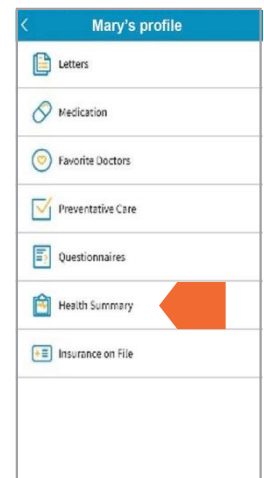 Mary's profile
Letters
Medication
Favorite Doctors
Preventative Care
Questionnaires
Health Summary
Insurance on File